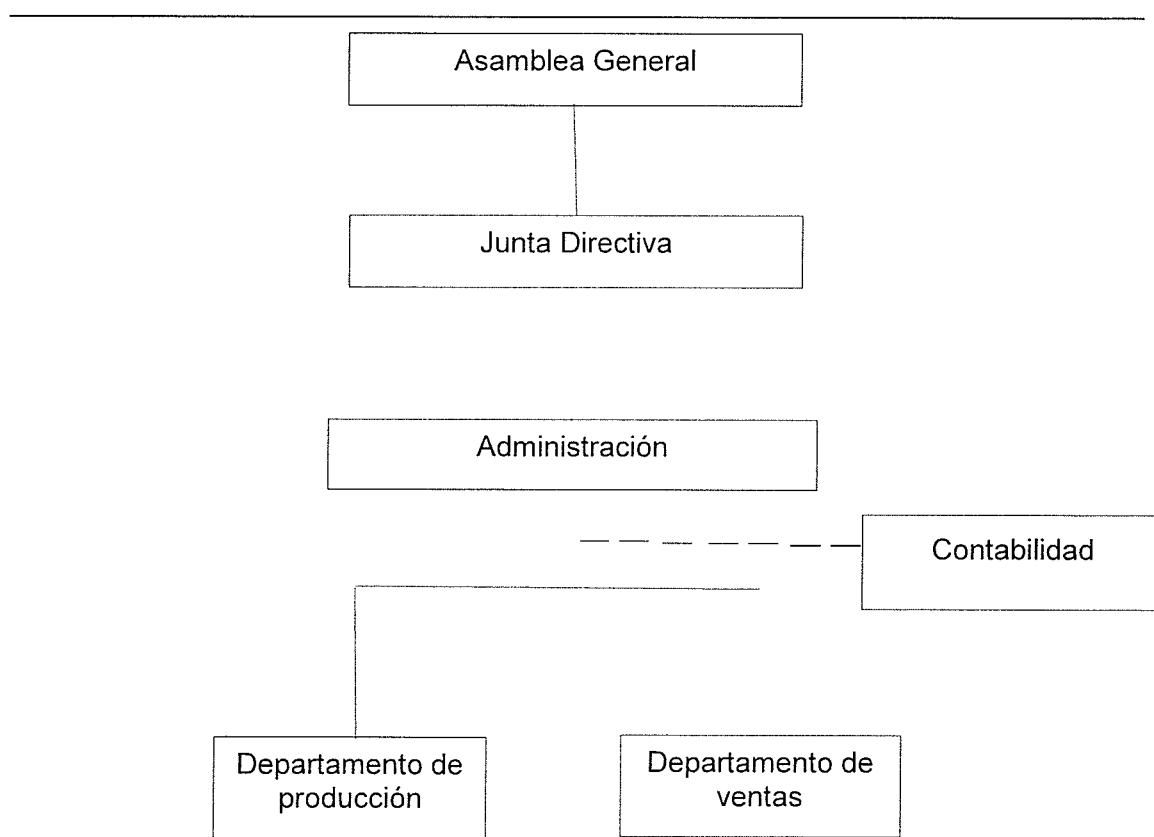 Asamblea General
Junta Directiva
Administración
Contabilidad
Departamento de
producción
Departamento de
ventas